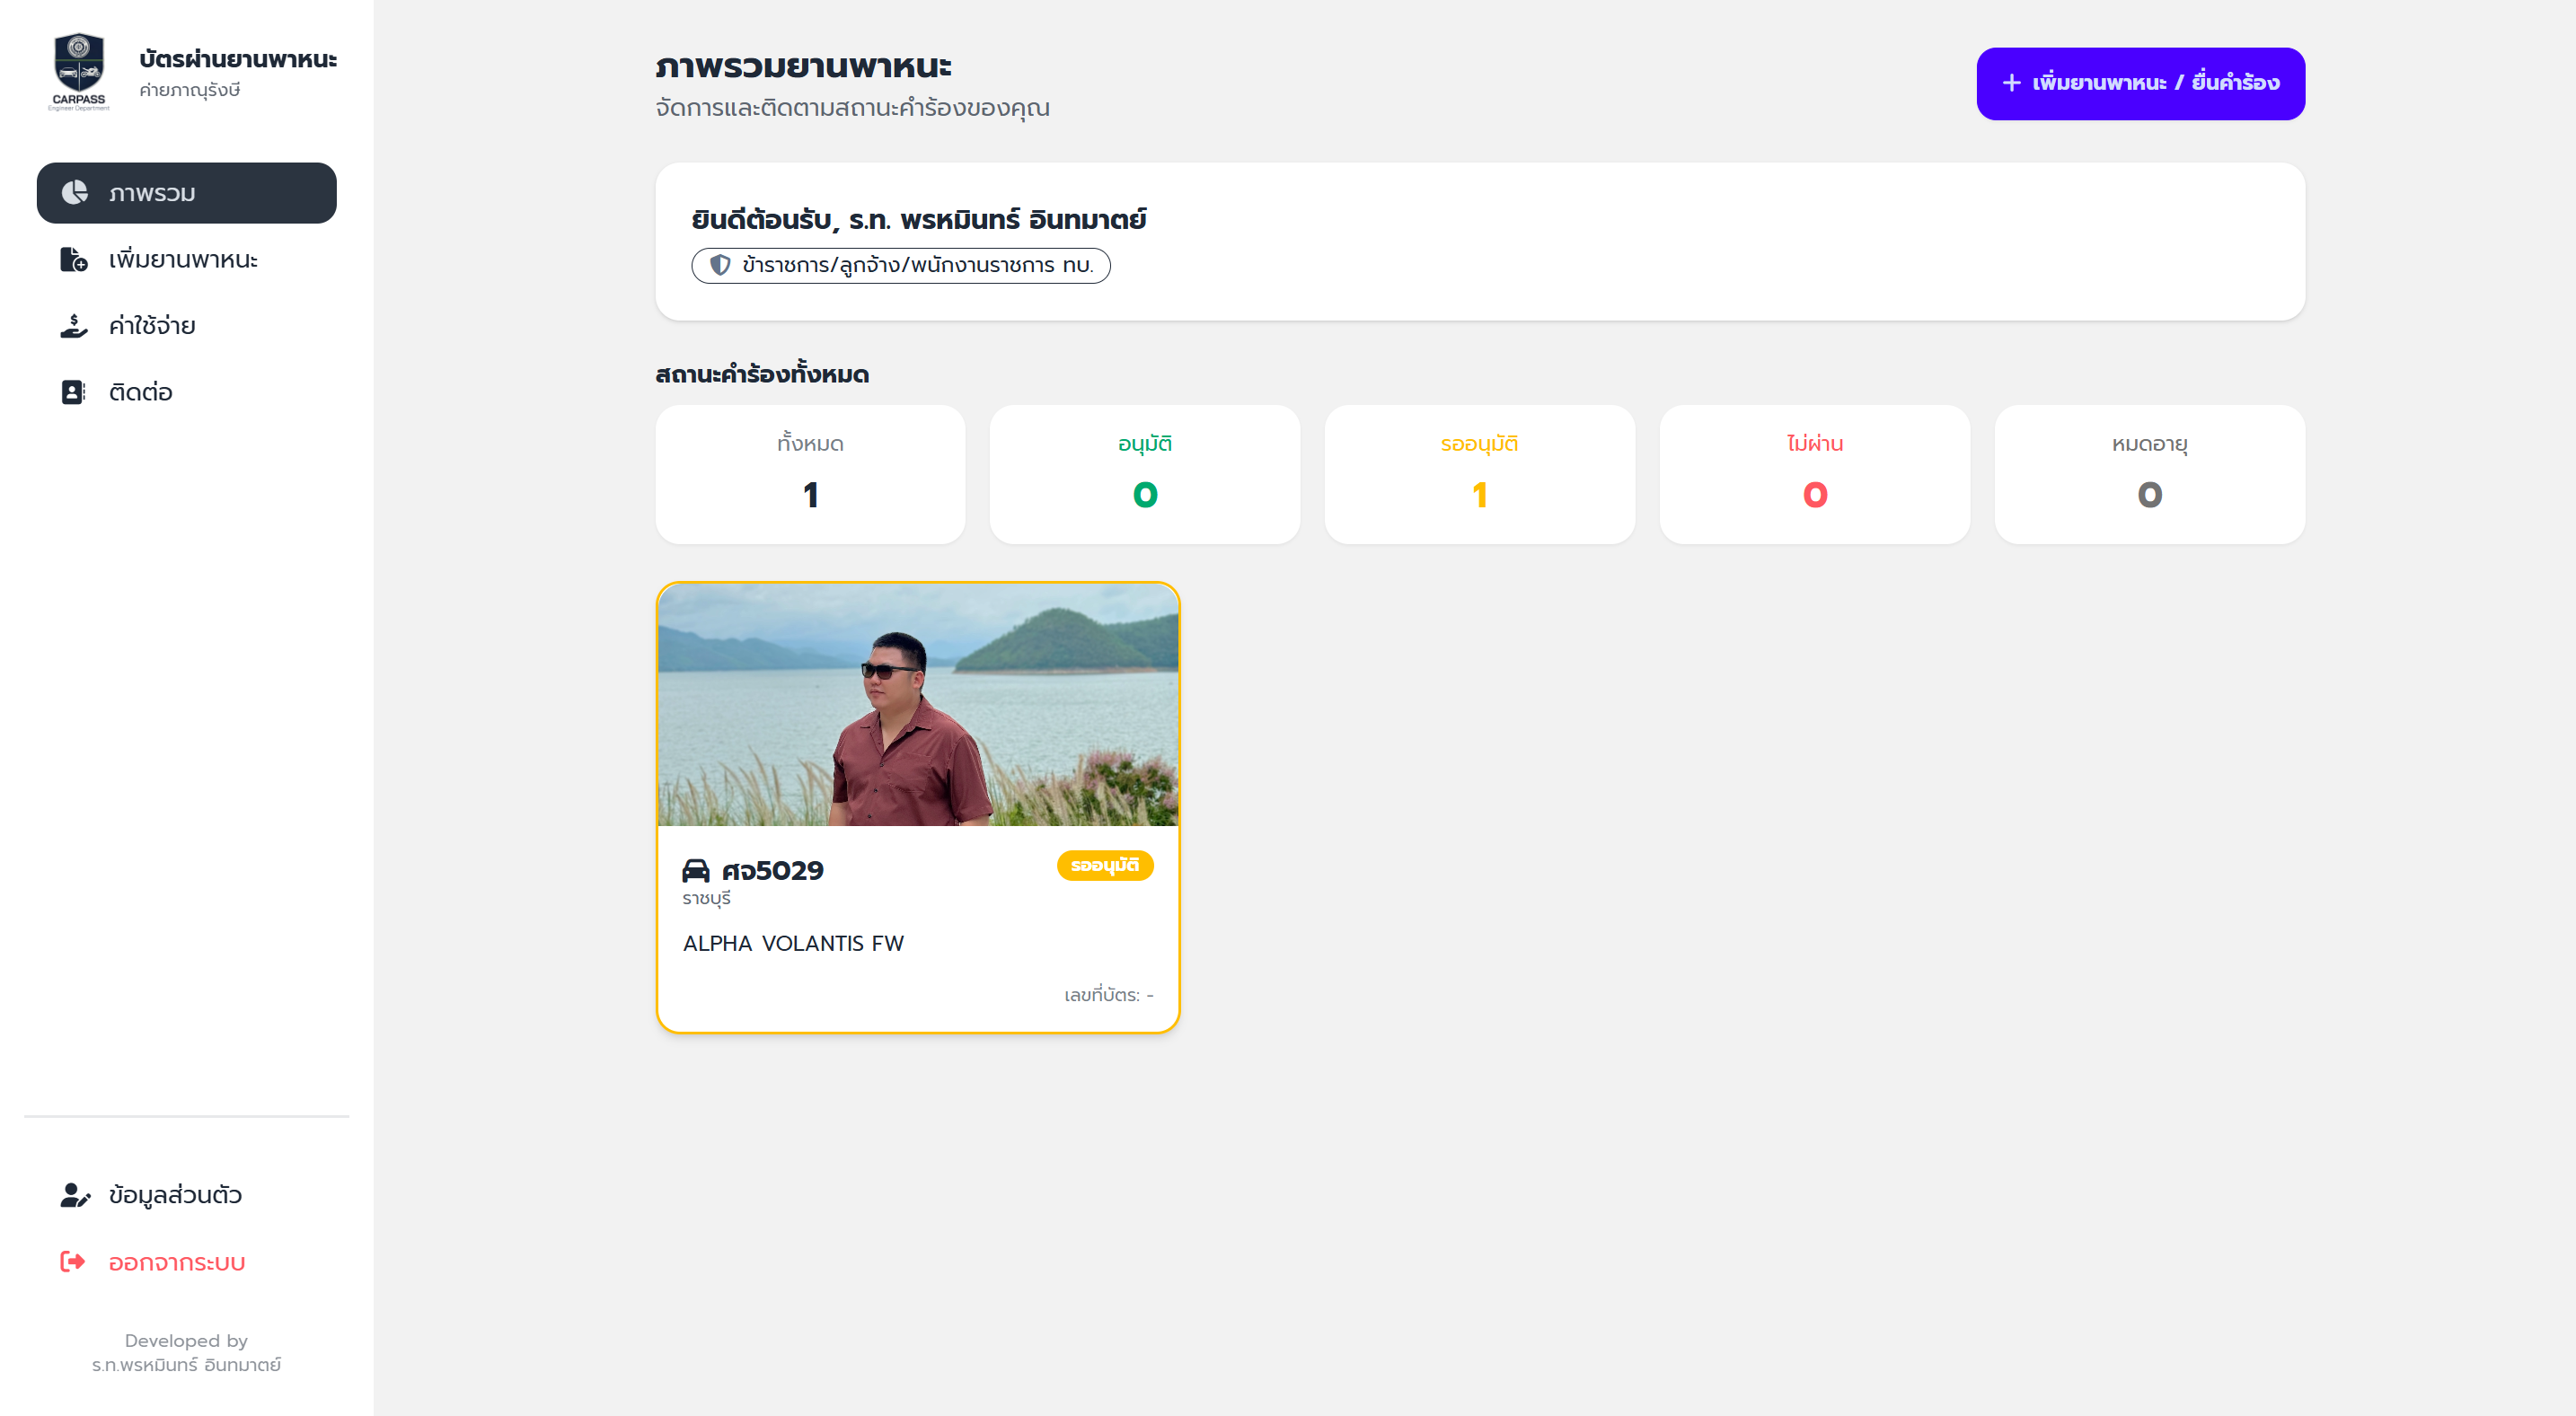 บัตรผ่านยานพาหนะ
ค่ายภาณุรังษี
CARPASS
Engineer Department
ภาพรวม
เพิ่มยานพาหนะ
ค่าใช้จ่าย
ติดต่อ
ข้อมูลส่วนตัว
ออกจากระบบ
Developed by
ร.ท.พรหมินทร์ อินทมาตย์
ภาพรวมยานพาหนะ
จัดการและติดตามสถานะคำร้องของคุณ
เพิ่มยานพาหนะ / ยื่นคำร้อง
ยินดีต้อนรับ, ร.ท. พรหมินทร์ อินทมาตย์
ข้าราชการ/ลูกจ้าง/พนักงานราชการ ทบ.
สถานะคำร้องทั้งหมด
ทั้งหมด
1
อนุมัติ
0
รออนุมัติ
1
ไม่ผ่าน
0
หมดอายุ
0
ศจ5029
รออนุมัติ
ราชบุรี
ALPHA VOLANTIS FW
เลขที่บัตร: -